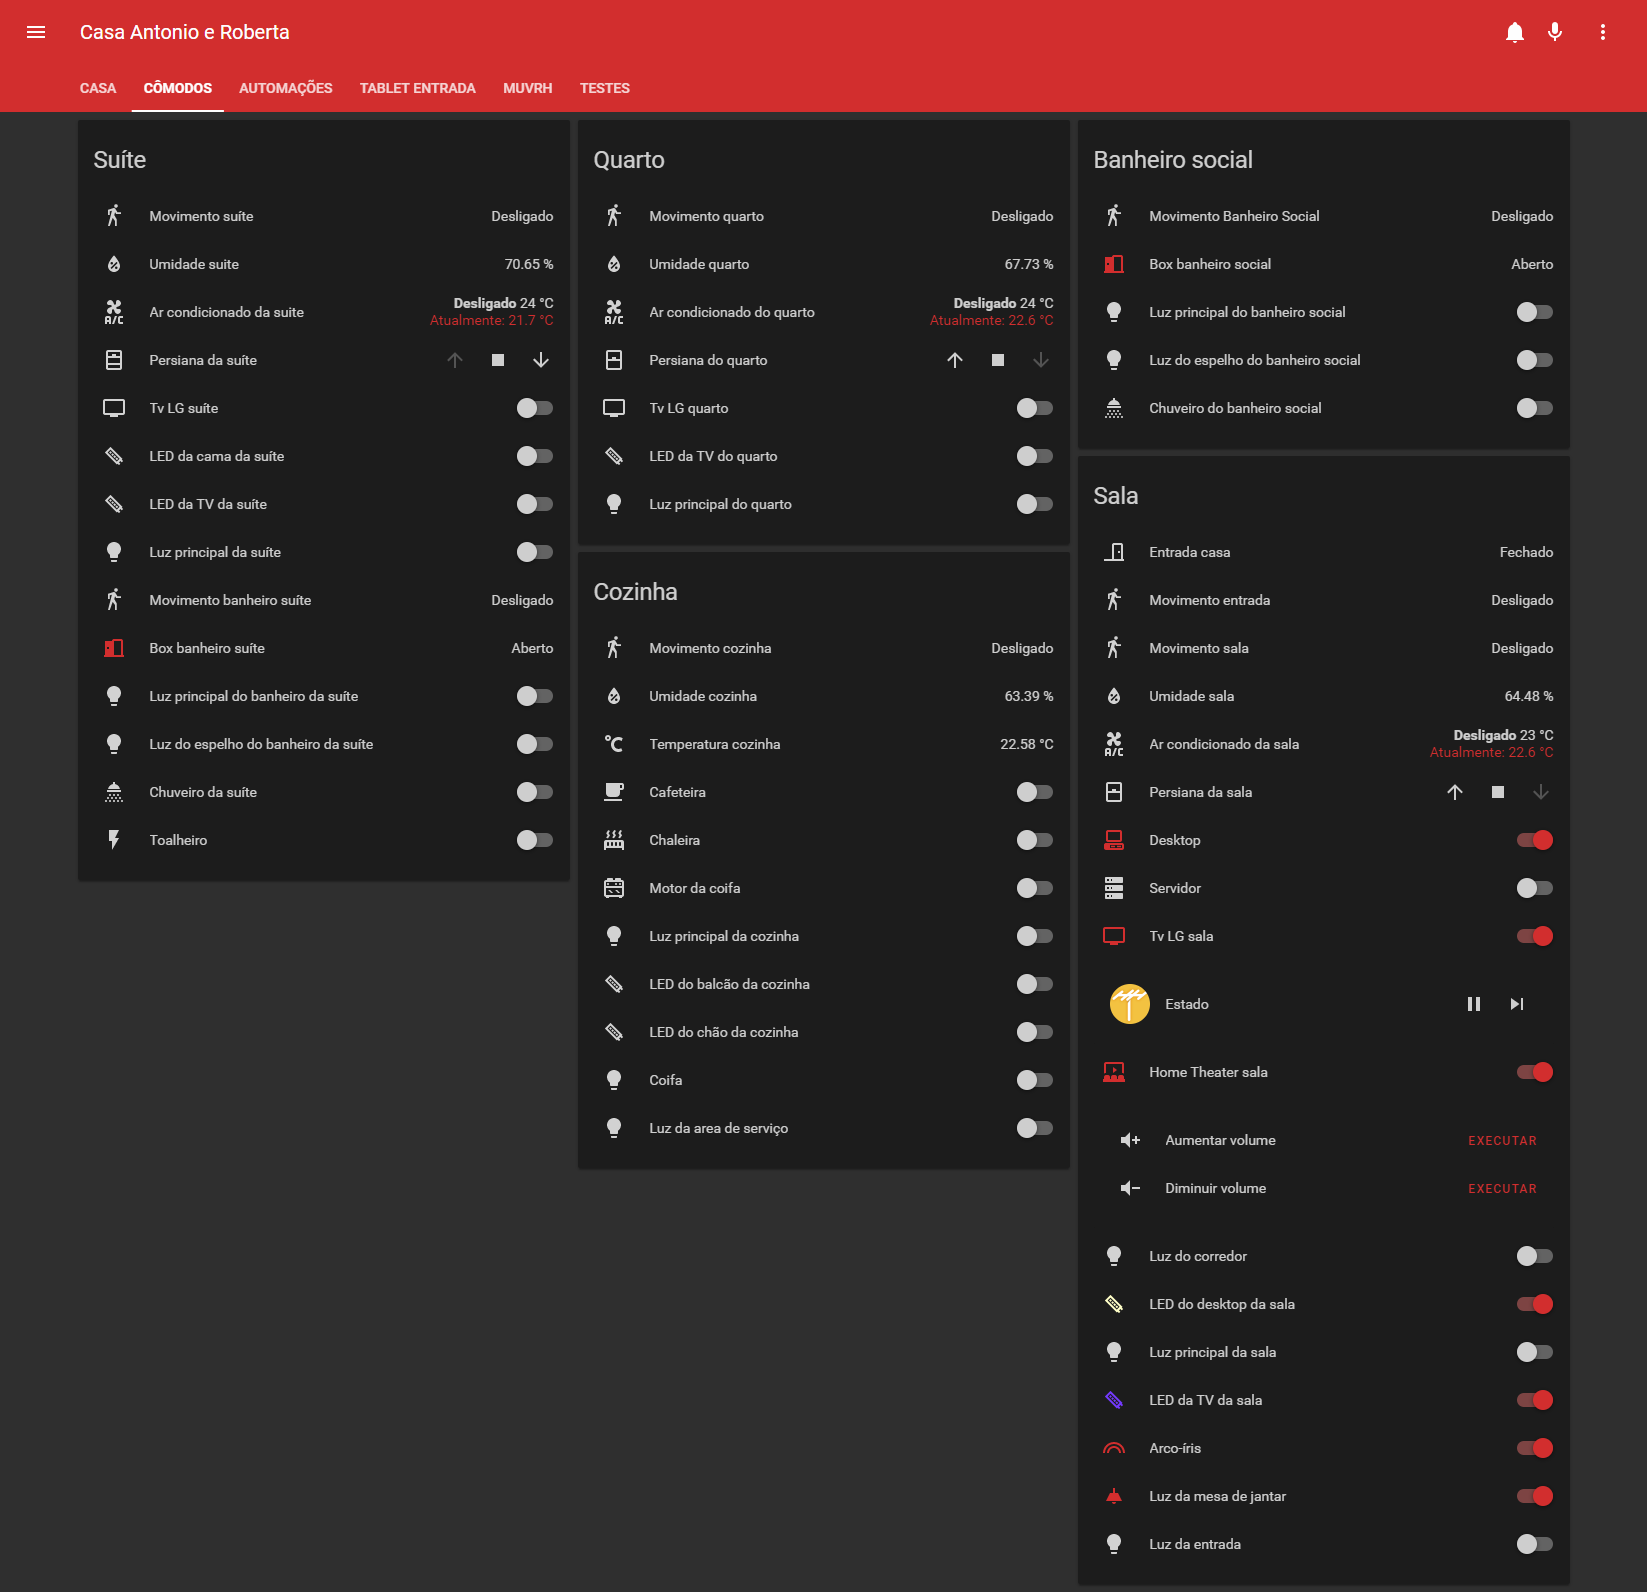 Casa Antonio e Roberta
CASA CÔMODOS AUTOMAÇÕES TABLET ENTRADA MUVRH TESTES
Suíte
Movimento suíte Desligado
Umidade suite 70.65 %
Ar condicionado da suite Desligado 24 °C
Atualmente: 21.7 °C
Persiana da suíte
Tv LG suíte
LED da cama da suíte
LED da TV da suíte
Luz principal da suíte
Movimento banheiro suíte Desligado
Box banheiro suíte Aberto
Luz principal do banheiro da suíte
Luz do espelho do banheiro da suíte
Chuveiro da suíte
Toalheiro
Quarto
Movimento quarto Desligado
Umidade quarto 67.73 %
Ar condicionado do quarto Desligado 24 °C
Atualmente: 22.6 °C
Persiana do quarto
Tv LG quarto
LED da TV do quarto
Luz principal do quarto
Cozinha
Movimento cozinha Desligado
Umidade cozinha 63.39 %
Temperatura cozinha 22.58 °C
Cafeteira
Chaleira
Motor da coifa
Luz principal da cozinha
LED do balcão da cozinha
LED do chão da cozinha
Coifa
Luz da area de serviço
Banheiro social
Movimento Banheiro Social Desligado
Box banheiro social Aberto
Luz principal do banheiro social
Luz do espelho do banheiro social
Chuveiro do banheiro social
Sala
Entrada casa Fechado
Movimento entrada Desligado
Movimento sala Desligado
Umidade sala 64.48 %
Ar condicionado da sala Desligado 23 °C
Atualmente: 22.6 °C
Persiana da sala
Desktop
Servidor
Tv LG sala
Estado
Home Theater sala
Aumentar volume EXECUTAR
Diminuir volume EXECUTAR
Luz do corredor
LED do desktop da sala
Luz principal da sala
LED da TV da sala
Arco-íris
Luz da mesa de jantar
Luz da entrada